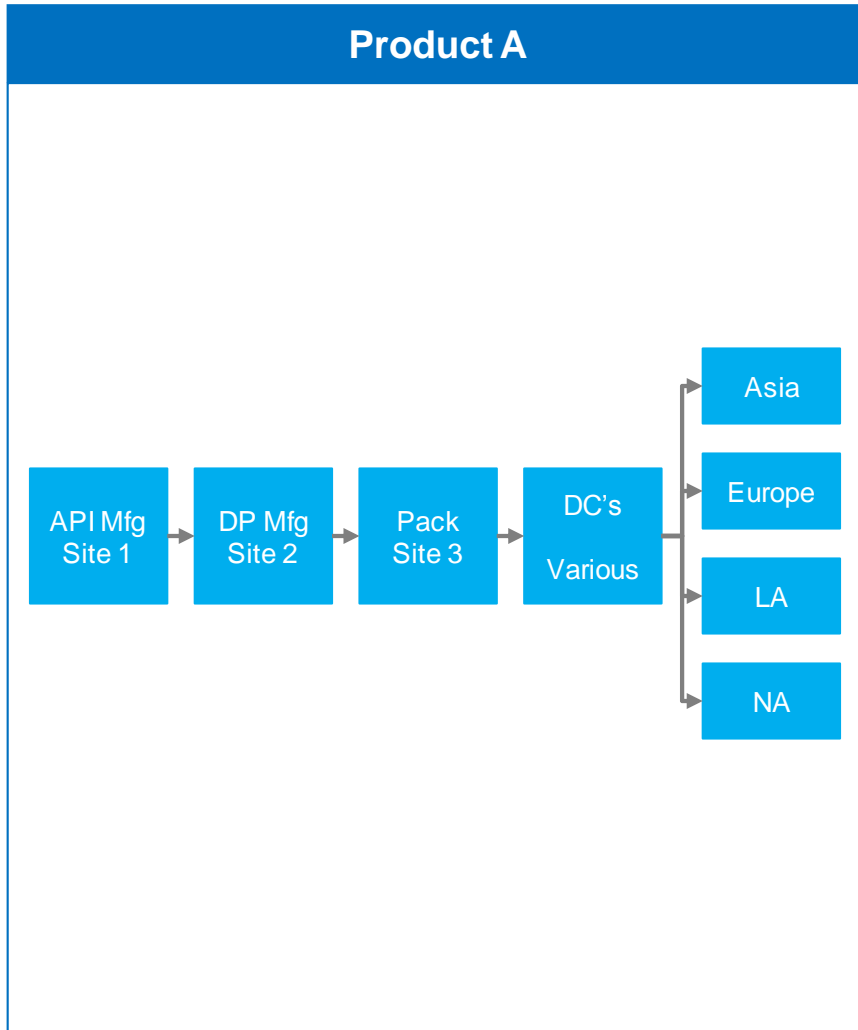 Product A
API Mfg
Site 1
DP Mfg
Site 2
Pack
Site 3
DC's
Various
Asia
Europe
LA
NA